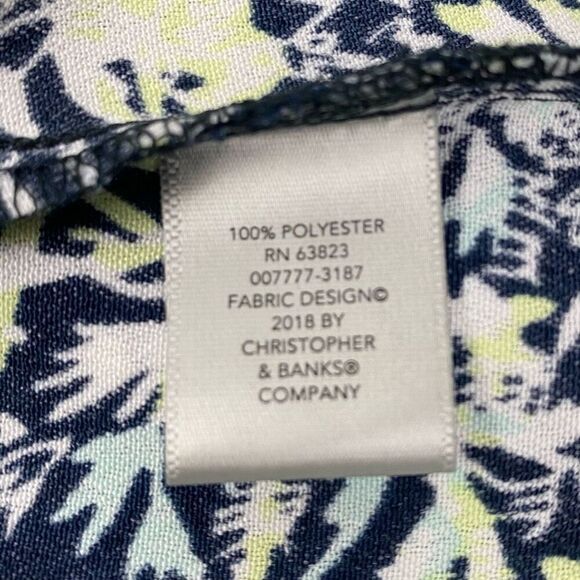 100% POLYESTER
RN 63823
007777-3187
FABRIC DESIGN©
2018 BY
CHRISTOPHER
& BANKS®
COMPANY